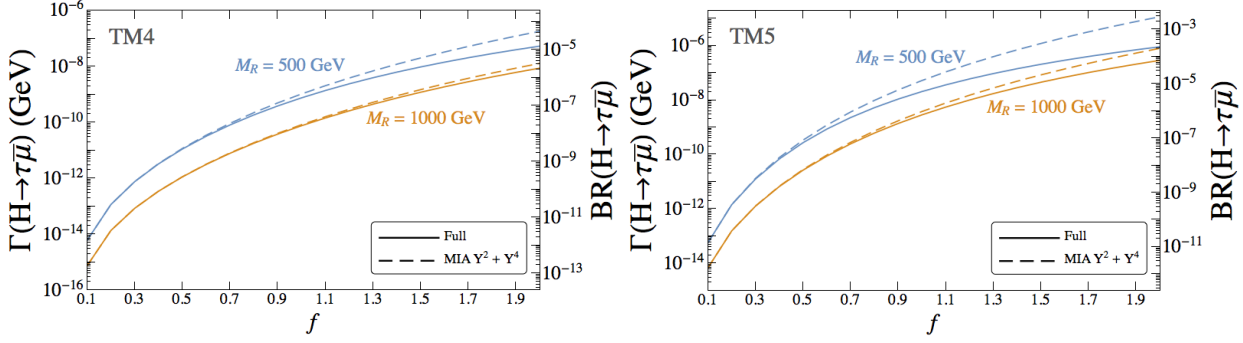 TM4
M_R = 500 GeV
M_R = 1000 GeV
Full
MIA Y² + Y⁴
Γ(H→τμ̄) (GeV)
10⁻⁶
10⁻⁸
10⁻¹⁰
10⁻¹²
10⁻¹⁴
10⁻¹⁶
BR(H→τμ̄)
10⁻⁵
10⁻⁷
10⁻⁹
10⁻¹¹
10⁻¹³
0.1 0.3 0.5 0.7 0.9 1.1 1.3 1.5 1.7 1.9
f
TM5
M_R = 500 GeV
M_R = 1000 GeV
Full
MIA Y² + Y⁴
Γ(H→τμ̄) (GeV)
10⁻⁶
10⁻⁸
10⁻¹⁰
10⁻¹²
10⁻¹⁴
BR(H→τμ̄)
10⁻³
10⁻⁵
10⁻⁷
10⁻⁹
10⁻¹¹
0.1 0.3 0.5 0.7 0.9 1.1 1.3 1.5 1.7 1.9
f